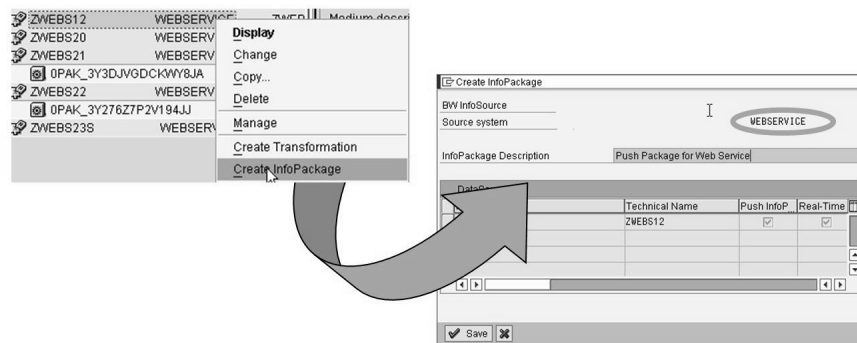 ZWEBS12 WEBSERVICE ZWEB Medium descri
ZWEBS20 WEBSERV
ZWEBS21 WEBSERV
0PAK_3Y3DJVGDCKWY8JA
ZWEBS22 WEBSERV
0PAK_3Y276Z7P2V194JJ
ZWEBS23S WEBSERV
Display
Change
Copy...
Delete
Manage
Create Transformation
Create InfoPackage
Create InfoPackage
BW InfoSource
Source system WEBSERVICE
InfoPackage Description Push Package for Web Service
DataSo
Technical Name Push InfoP... Real-Time
ZWEBS12
Save